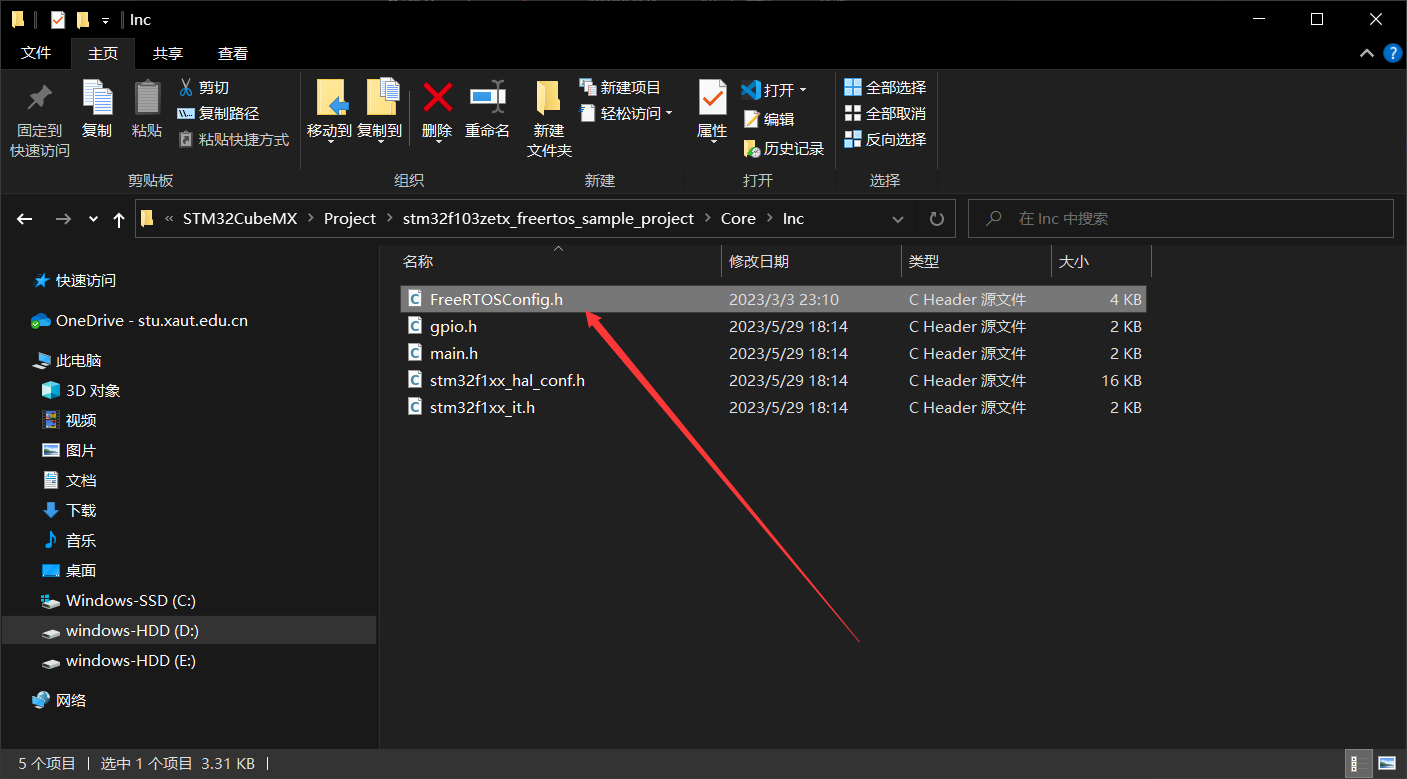 Inc
文件 主页 共享 查看
固定到
快速访问
复制
粘贴
剪切
复制路径
粘贴快捷方式
剪贴板
移动到
复制到
删除
重命名
组织
新建
文件夹
新建项目
轻松访问
新建
属性
打开
编辑
历史记录
打开
全部选择
全部取消
反向选择
选择
« STM32CubeMX > Project > stm32f103zetx_freertos_sample_project > Core > Inc
在 Inc 中搜索
快速访问
OneDrive - stu.xaut.edu.cn
此电脑
3D 对象
视频
图片
文档
下载
音乐
桌面
Windows-SSD (C:)
windows-HDD (D:)
windows-HDD (E:)
网络
名称 修改日期 类型 大小
FreeRTOSConfig.h 2023/3/3 23:10 C Header 源文件 4 KB
gpio.h 2023/5/29 18:14 C Header 源文件 2 KB
main.h 2023/5/29 18:14 C Header 源文件 2 KB
stm32f1xx_hal_conf.h 2023/5/29 18:14 C Header 源文件 16 KB
stm32f1xx_it.h 2023/5/29 18:14 C Header 源文件 2 KB
5 个项目 选中 1 个项目 3.31 KB